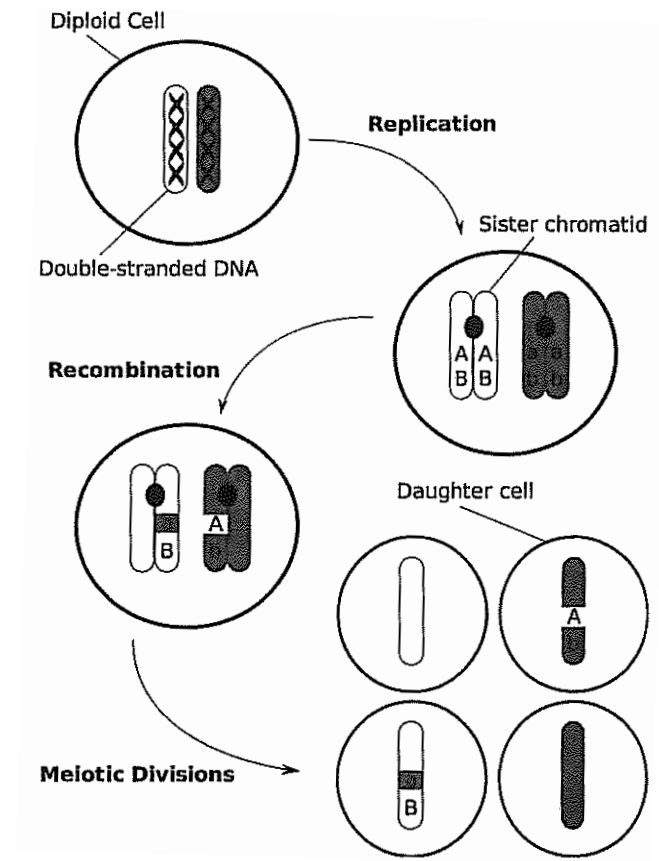 Diploid Cell
Replication
Sister chromatid
Double-stranded DNA
A A a a
B B b b
Recombination
A
B
Daughter cell
A
Meiotic Divisions
B